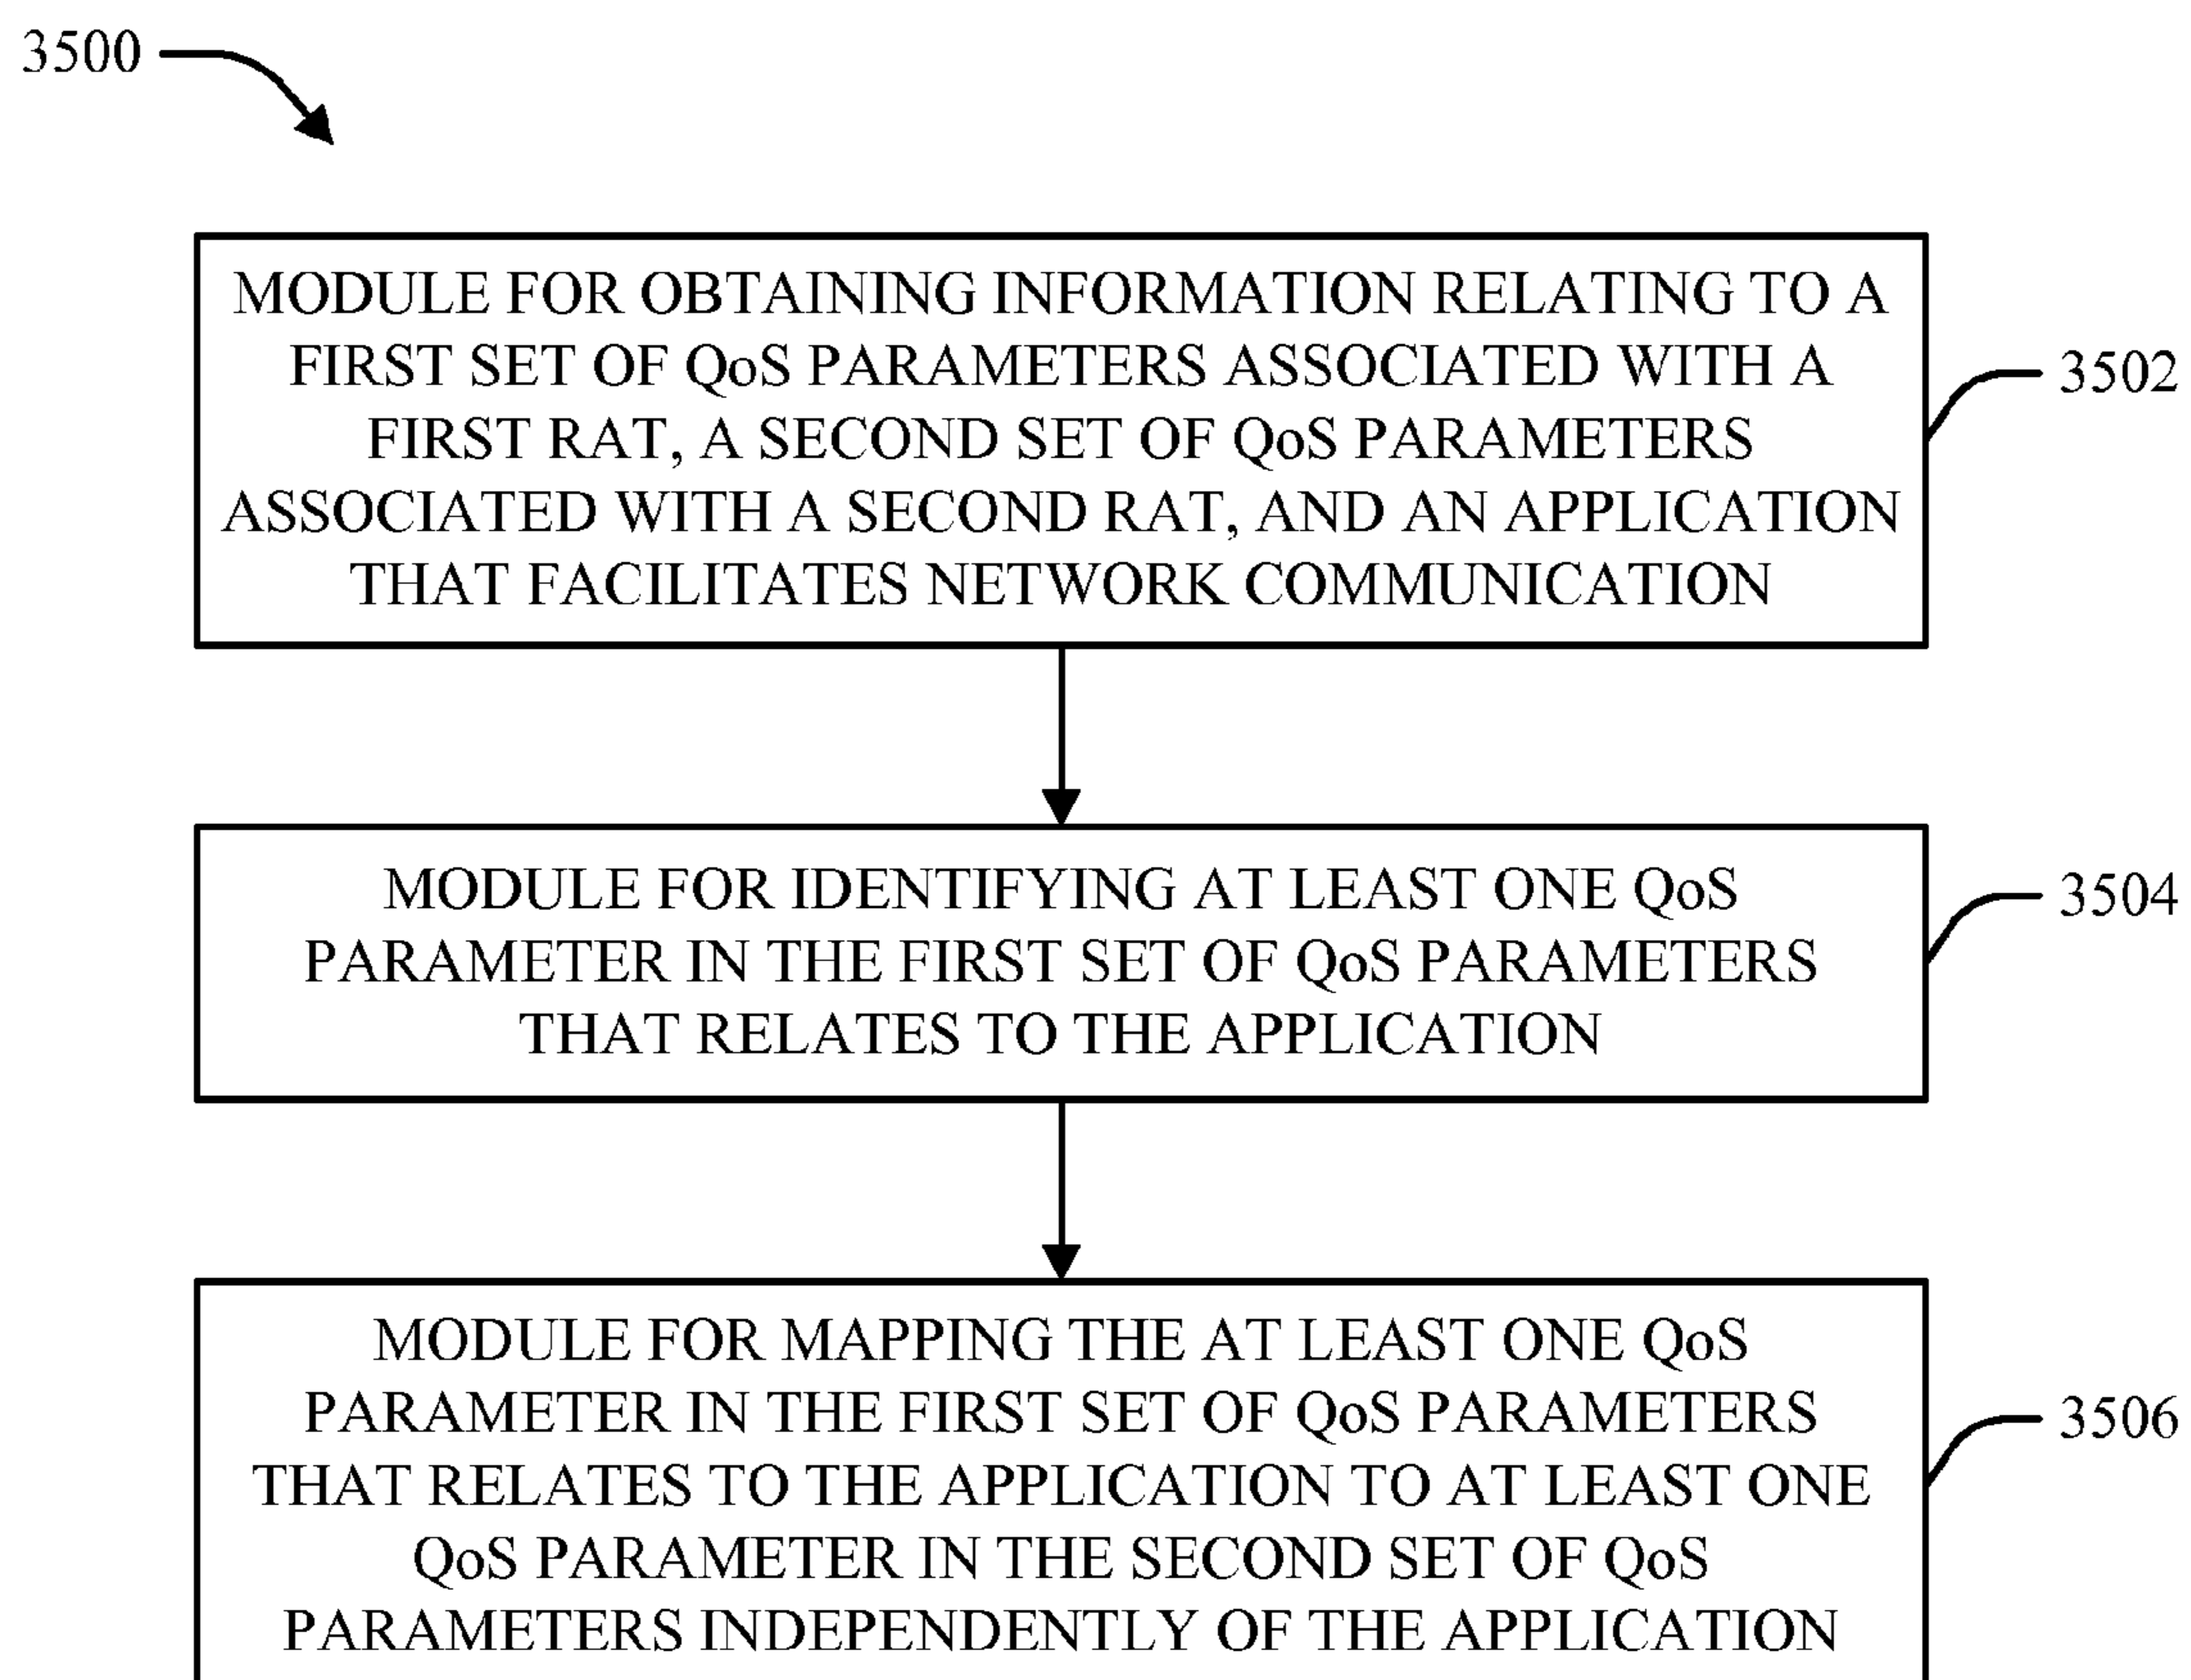 3500
MODULE FOR OBTAINING INFORMATION RELATING TO A
FIRST SET OF QoS PARAMETERS ASSOCIATED WITH A
FIRST RAT, A SECOND SET OF QoS PARAMETERS
ASSOCIATED WITH A SECOND RAT, AND AN APPLICATION
THAT FACILITATES NETWORK COMMUNICATION
3502
MODULE FOR IDENTIFYING AT LEAST ONE QoS
PARAMETER IN THE FIRST SET OF QoS PARAMETERS
THAT RELATES TO THE APPLICATION
3504
MODULE FOR MAPPING THE AT LEAST ONE QoS
PARAMETER IN THE FIRST SET OF QoS PARAMETERS
THAT RELATES TO THE APPLICATION TO AT LEAST ONE
QoS PARAMETER IN THE SECOND SET OF QoS
PARAMETERS INDEPENDENTLY OF THE APPLICATION
3506